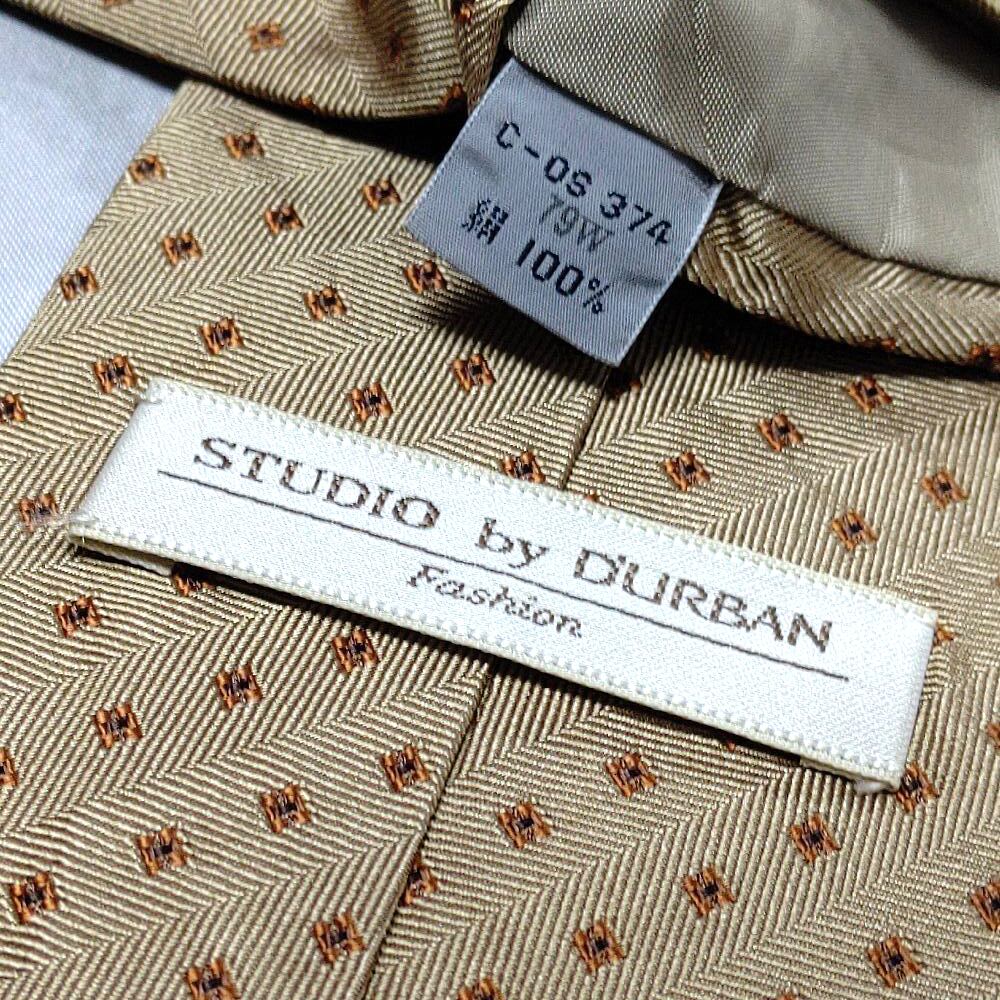 C-OS 374
79W
絹 100%
STUDIO by D'URBAN
Fashion